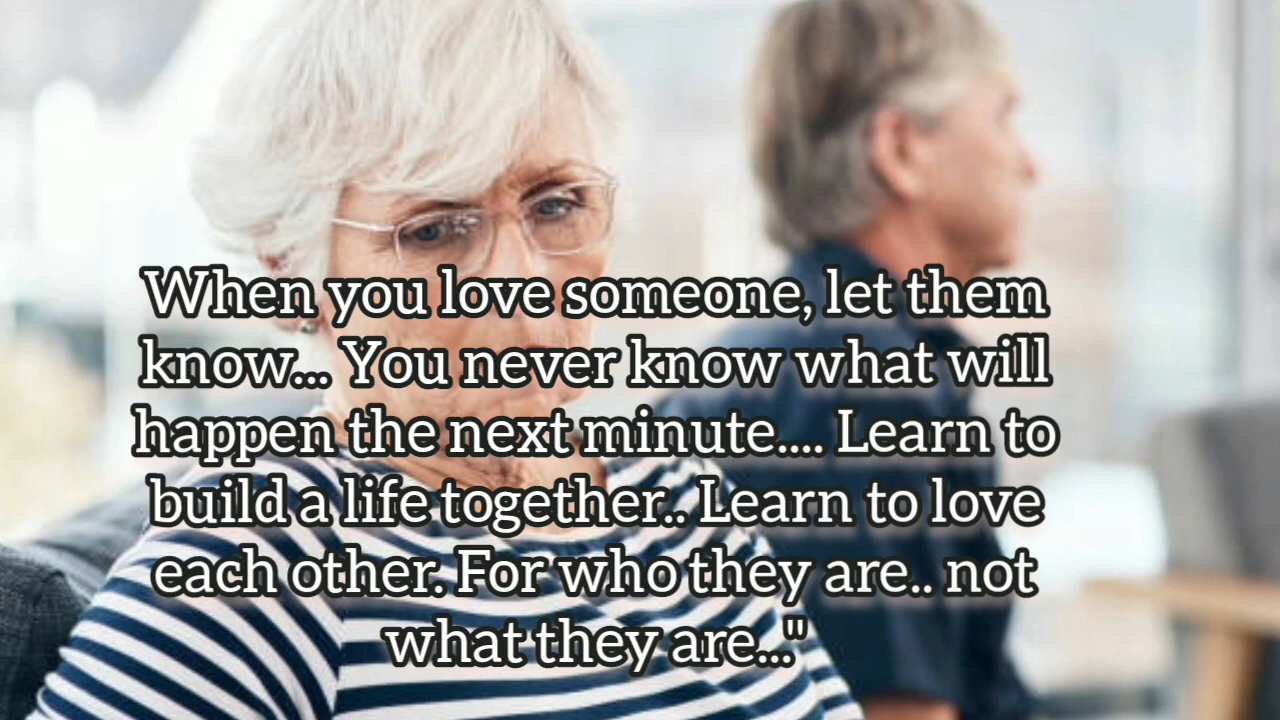 When you love someone, let them
know... You never know what will
happen the next minute.... Learn to
build a life together.. Learn to love
each other. For who they are.. not
what they are..."